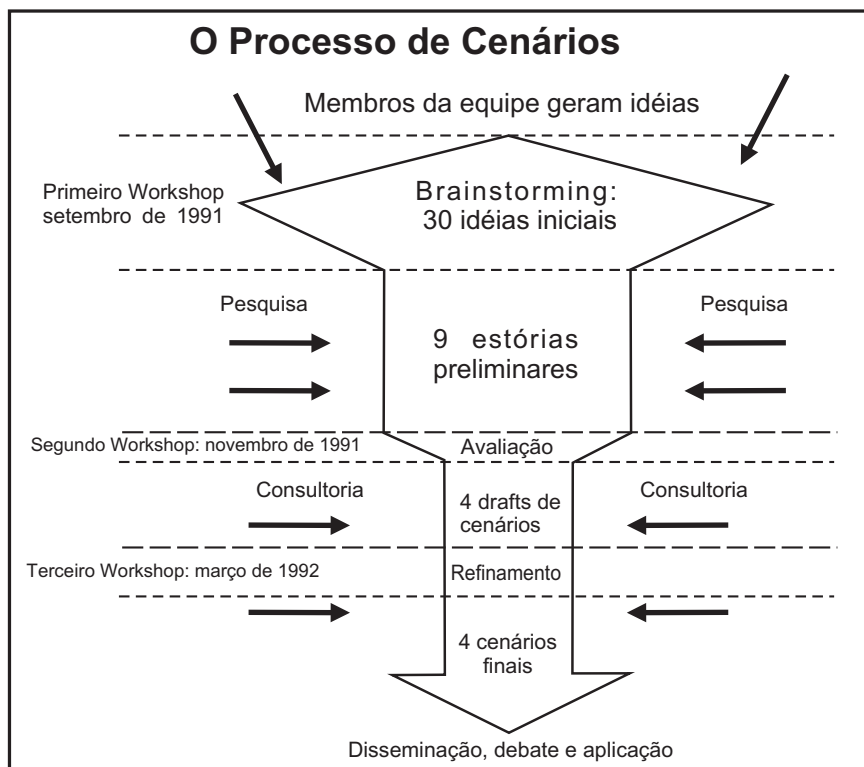 O Processo de Cenários
Membros da equipe geram idéias
Primeiro Workshop
setembro de 1991
Brainstorming:
30 idéias iniciais
Pesquisa
Pesquisa
9 estórias
preliminares
Segundo Workshop: novembro de 1991
Avaliação
Consultoria
Consultoria
4 drafts de
cenários
Terceiro Workshop: março de 1992
Refinamento
4 cenários
finais
Disseminação, debate e aplicação